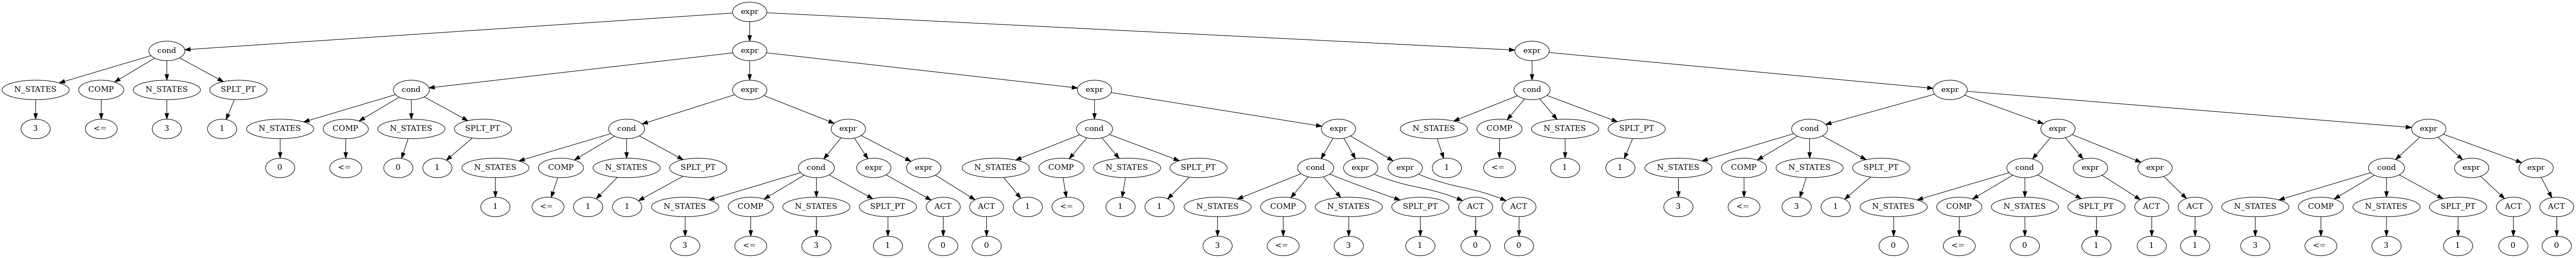 expr
cond expr expr
N_STATES COMP N_STATES SPLT_PT cond expr expr cond expr
3 <= 3 1 N_STATES COMP N_STATES SPLT_PT cond expr cond expr N_STATES COMP N_STATES SPLT_PT cond expr expr
0 <= 0 1 N_STATES COMP N_STATES SPLT_PT cond expr expr N_STATES COMP N_STATES SPLT_PT cond expr expr 1 <= 1 1 N_STATES COMP N_STATES SPLT_PT cond expr expr cond expr expr
1 <= 1 1 N_STATES COMP N_STATES SPLT_PT ACT ACT 1 <= 1 1 N_STATES COMP N_STATES SPLT_PT ACT ACT 3 <= 3 1 N_STATES COMP N_STATES SPLT_PT ACT ACT N_STATES COMP N_STATES SPLT_PT ACT ACT
3 <= 3 1 0 0 3 <= 3 1 0 0 0 <= 0 1 1 1 3 <= 3 1 0 0